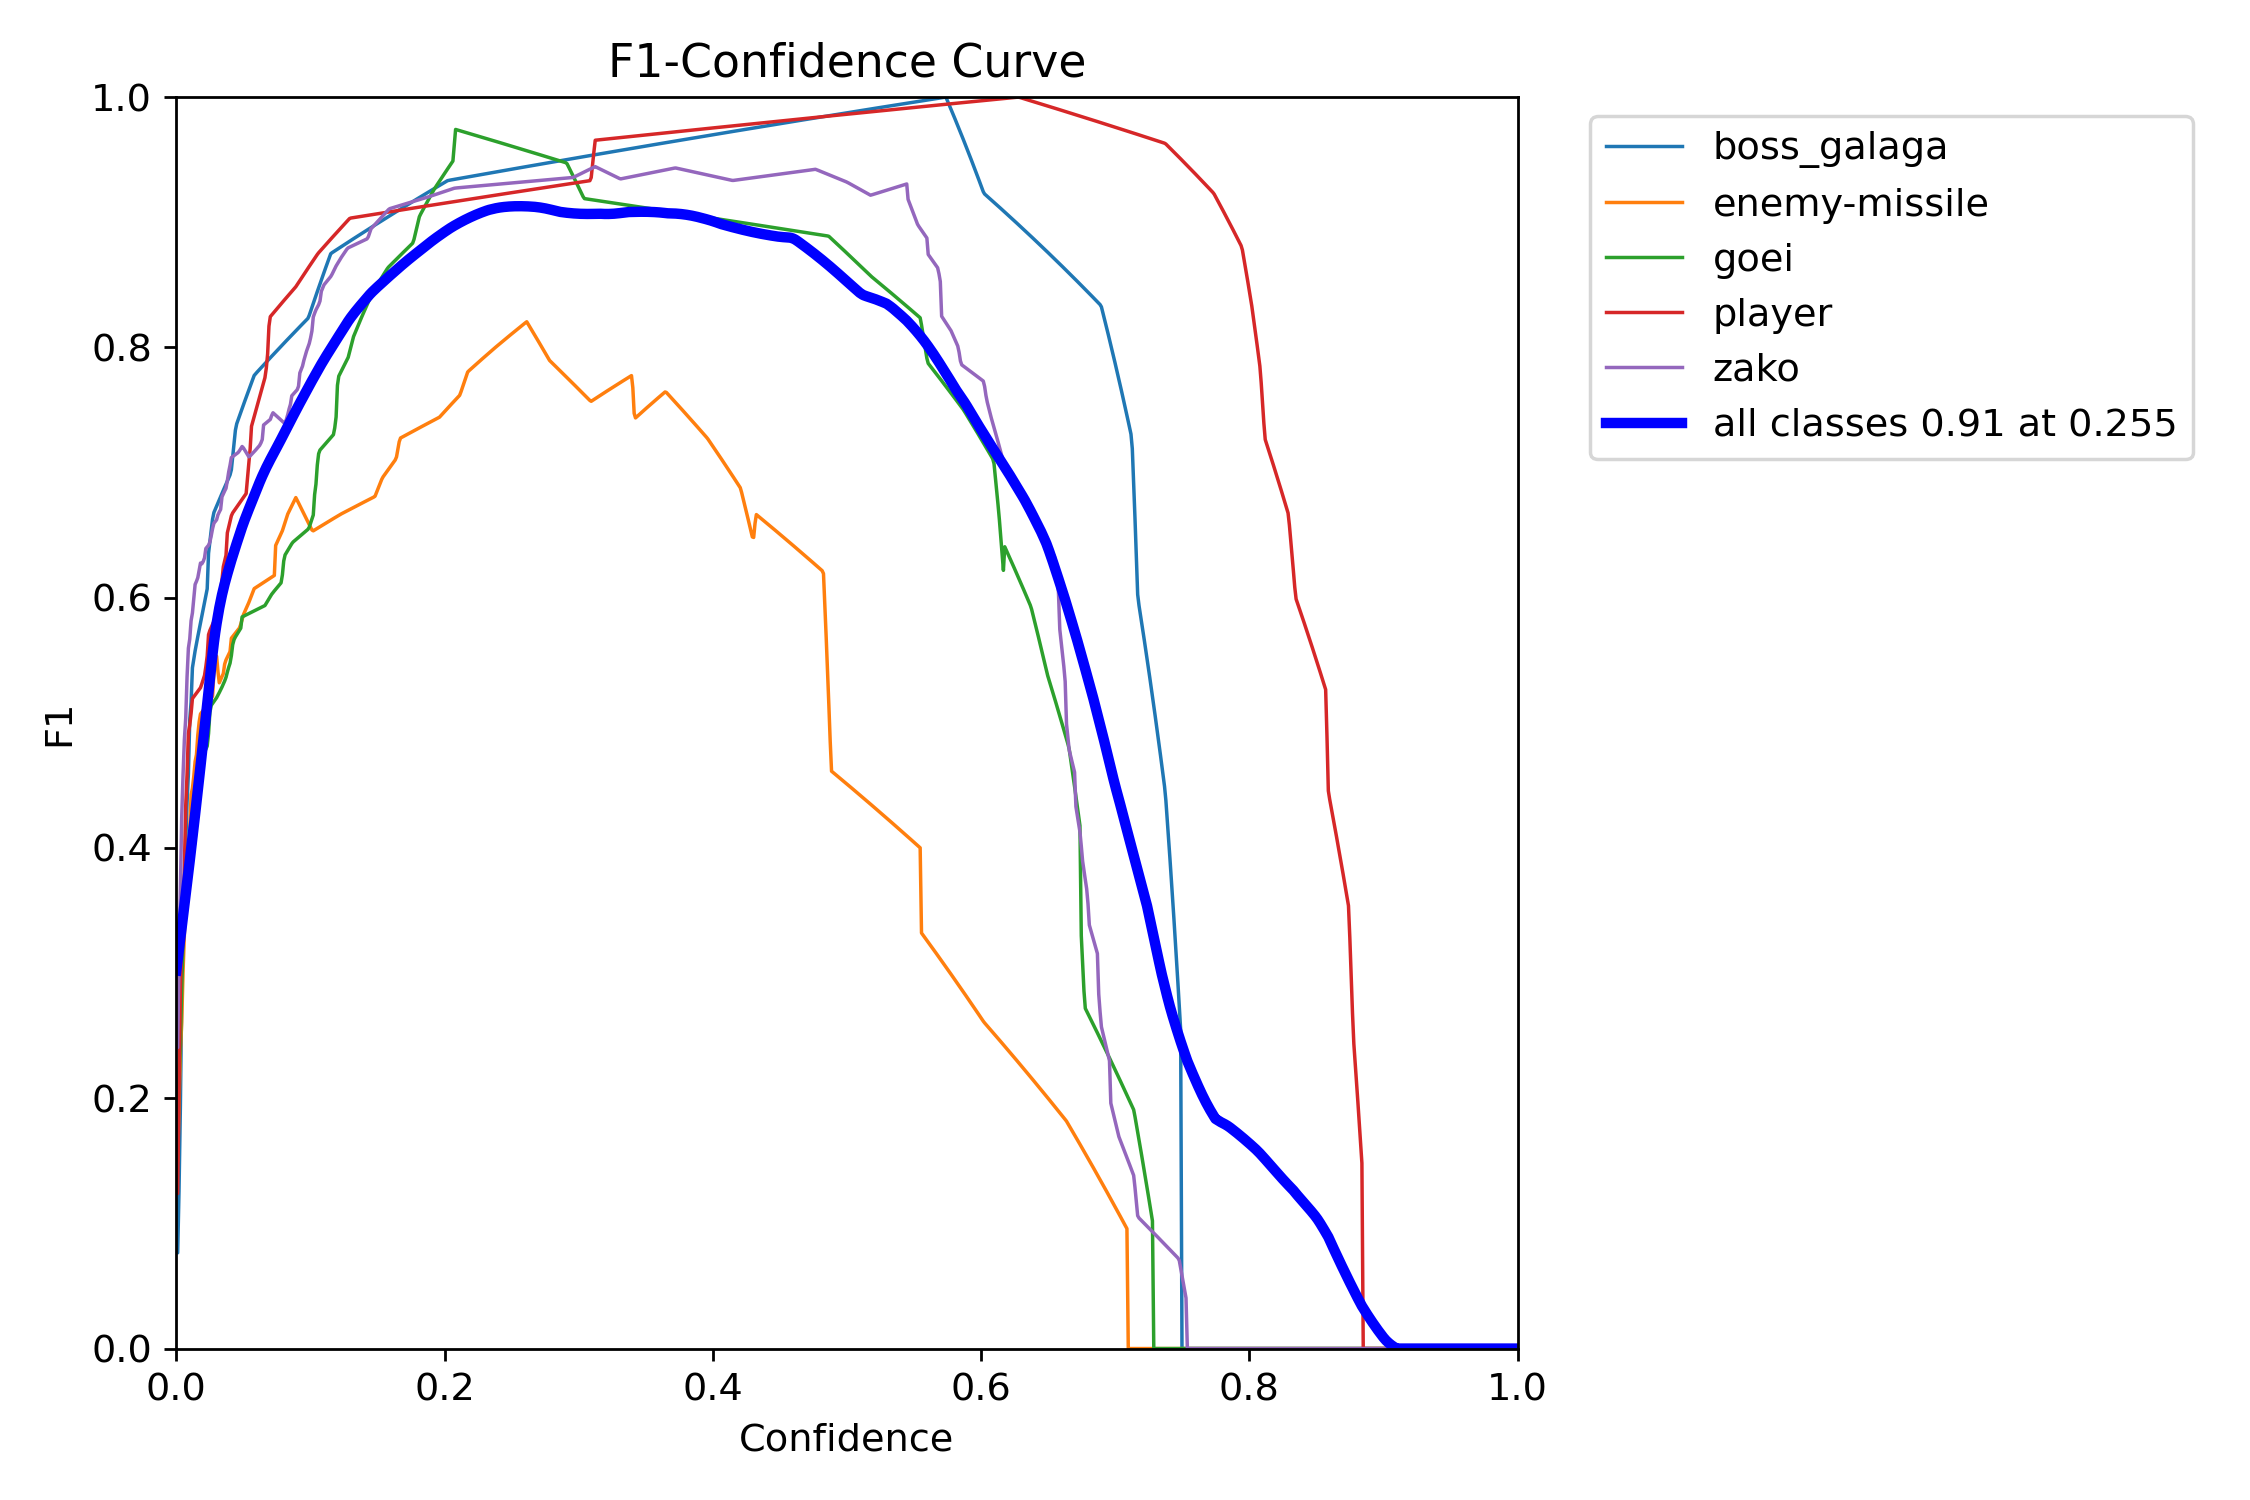 F1-Confidence Curve
1.0
0.8
0.6
0.4
0.2
0.0
F1
0.0 0.2 0.4 0.6 0.8 1.0
Confidence
boss_galaga
enemy-missile
goei
player
zako
all classes 0.91 at 0.255